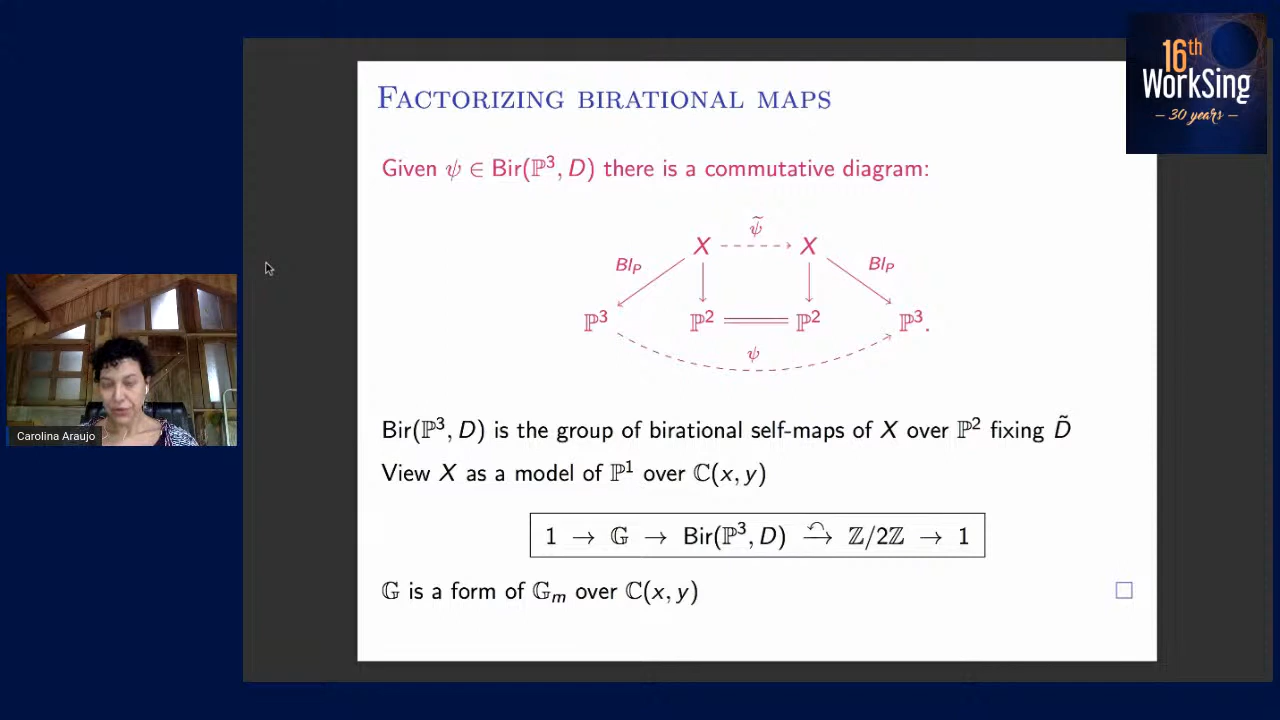 FACTORIZING BIRATIONAL MAPS
16th
WorkSing
— 30 years —
Given ψ ∈ Bir(ℙ³, D) there is a commutative diagram:
ψ̃
X ⇢ X
Bl_P Bl_P
ℙ³ ℙ² ═ ℙ² ℙ³.
ψ
Carolina Araujo
Bir(ℙ³, D) is the group of birational self-maps of X over ℙ² fixing D̃
View X as a model of ℙ¹ over ℂ(x, y)
1 → 𝔾 → Bir(ℙ³, D) → ℤ/2ℤ → 1
𝔾 is a form of 𝔾ₘ over ℂ(x, y) □